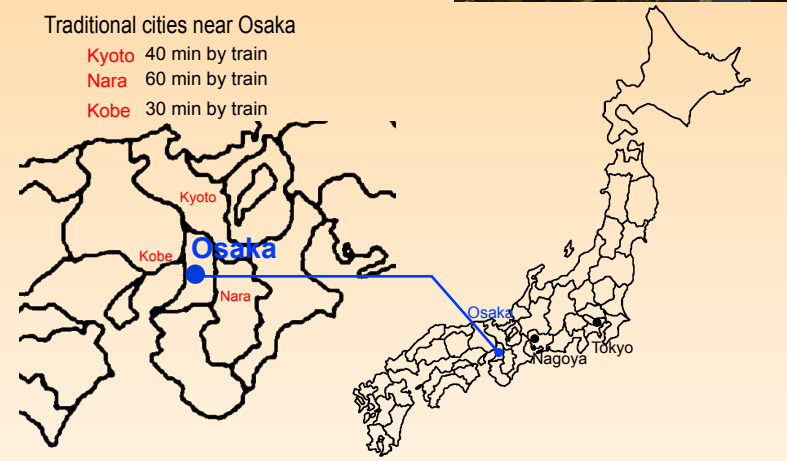 Traditional cities near Osaka
Kyoto 40 min by train
Nara 60 min by train
Kobe 30 min by train
Kyoto
Kobe
Osaka
Nara
Osaka
Nagoya
Tokyo